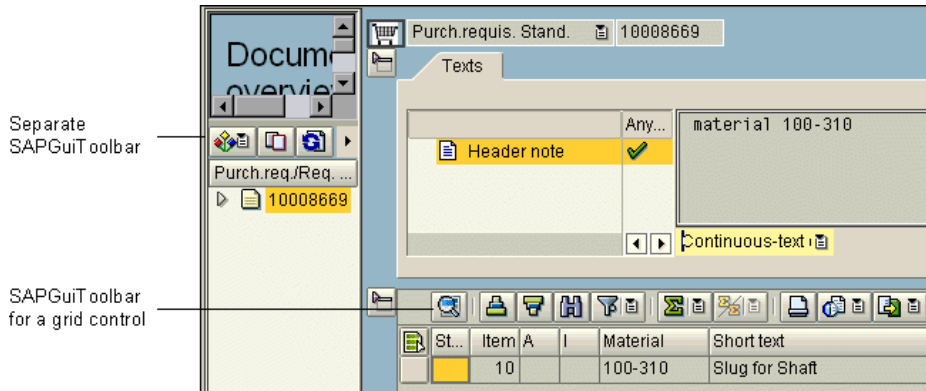 Separate
SAPGuiToolbar
SAPGuiToolbar
for a grid control
Docume
overview
Purch.req./Req. ...
10008669
Purch.requis. Stand. 10008669
Texts
Any...
Header note
material 100-310
Continuous-text
St... Item A I Material Short text
10 100-310 Slug for Shaft